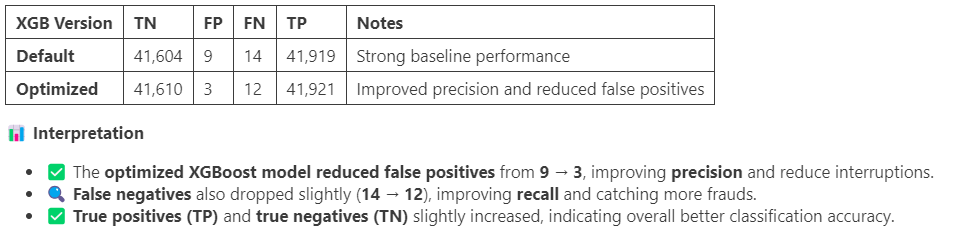 XGB Version TN FP FN TP Notes
Default 41,604 9 14 41,919 Strong baseline performance
Optimized 41,610 3 12 41,921 Improved precision and reduced false positives
📊 Interpretation
• ✅ The optimized XGBoost model reduced false positives from 9 → 3, improving precision and reduce interruptions.
• 🔍 False negatives also dropped slightly (14 → 12), improving recall and catching more frauds.
• ✅ True positives (TP) and true negatives (TN) slightly increased, indicating overall better classification accuracy.